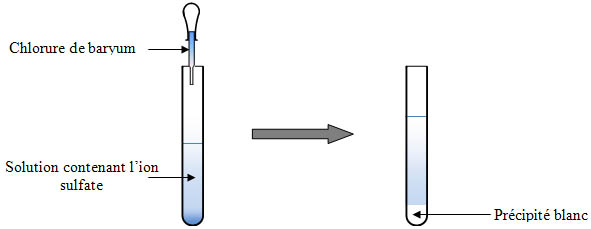 Chlorure de baryum
Solution contenant l'ion
sulfate
Précipité blanc